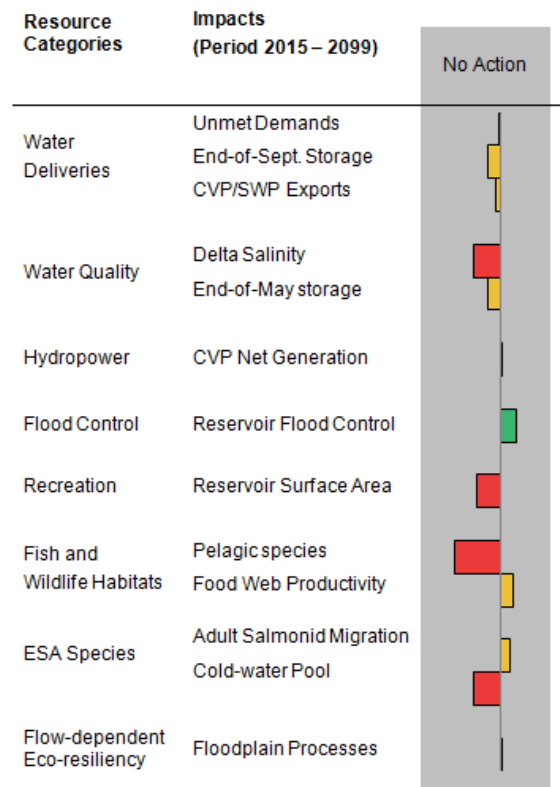 Resource
Categories
Impacts
(Period 2015 – 2099)
No Action
Water
Deliveries
Unmet Demands
End-of-Sept. Storage
CVP/SWP Exports
Water Quality
Delta Salinity
End-of-May storage
Hydropower
CVP Net Generation
Flood Control
Reservoir Flood Control
Recreation
Reservoir Surface Area
Fish and
Wildlife Habitats
Pelagic species
Food Web Productivity
ESA Species
Adult Salmonid Migration
Cold-water Pool
Flow-dependent
Eco-resiliency
Floodplain Processes